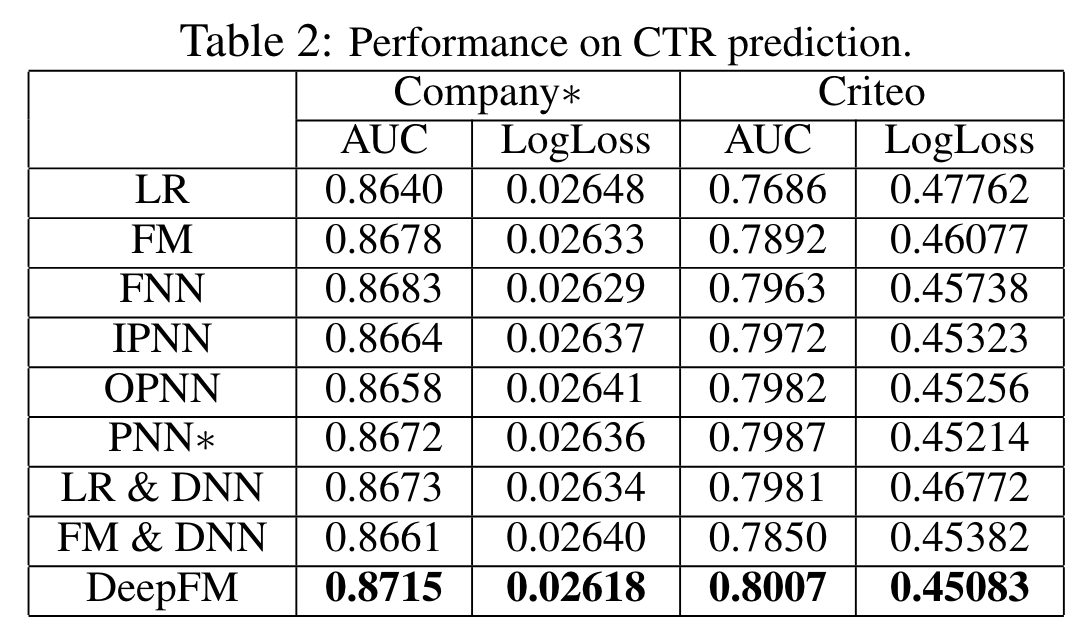 Table 2: Performance on CTR prediction.
Company∗ Criteo
AUC LogLoss AUC LogLoss
LR 0.8640 0.02648 0.7686 0.47762
FM 0.8678 0.02633 0.7892 0.46077
FNN 0.8683 0.02629 0.7963 0.45738
IPNN 0.8664 0.02637 0.7972 0.45323
OPNN 0.8658 0.02641 0.7982 0.45256
PNN∗ 0.8672 0.02636 0.7987 0.45214
LR & DNN 0.8673 0.02634 0.7981 0.46772
FM & DNN 0.8661 0.02640 0.7850 0.45382
DeepFM 0.8715 0.02618 0.8007 0.45083